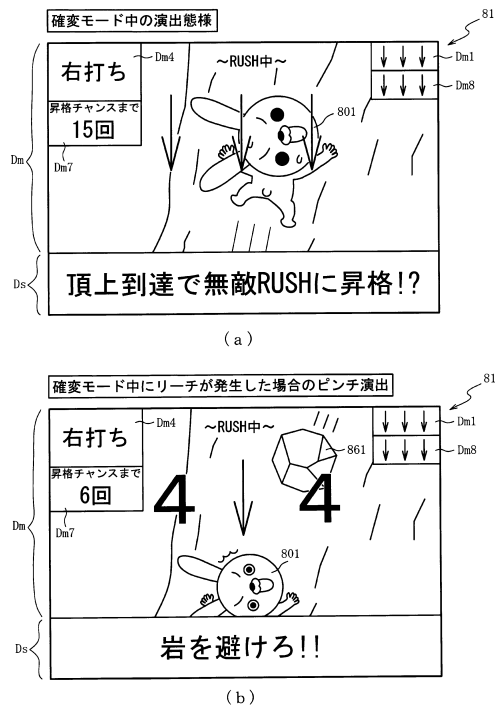 確変モード中の演出態様
81
右打ち
Dm4
～RUSH中～
Dm1
昇格チャンスまで
15回
801
Dm8
Dm
Dm7
Ds
頂上到達で無敵RUSHに昇格!?
(a)
確変モード中にリーチが発生した場合のピンチ演出
81
右打ち
Dm4
～RUSH中～
Dm1
861
Dm8
昇格チャンスまで
6回
4
4
Dm
Dm7
801
Ds
岩を避けろ!!
(b)